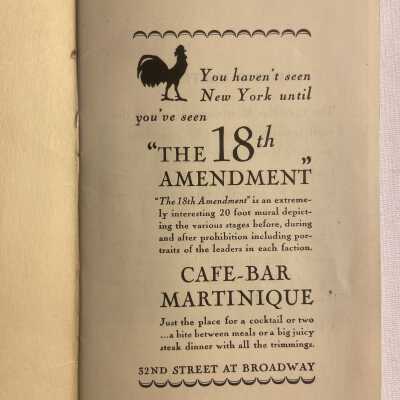 You haven't seen
New York until
you've seen
"THE 18th
AMENDMENT"
"The 18th Amendment" is an extreme-
ly interesting 20 foot mural depict-
ing the various stages before, during
and after prohibition including por-
traits of the leaders in each faction.
CAFE-BAR
MARTINIQUE
Just the place for a cocktail or two
...a bite between meals or a big juicy
steak dinner with all the trimmings.
32ND STREET AT BROADWAY